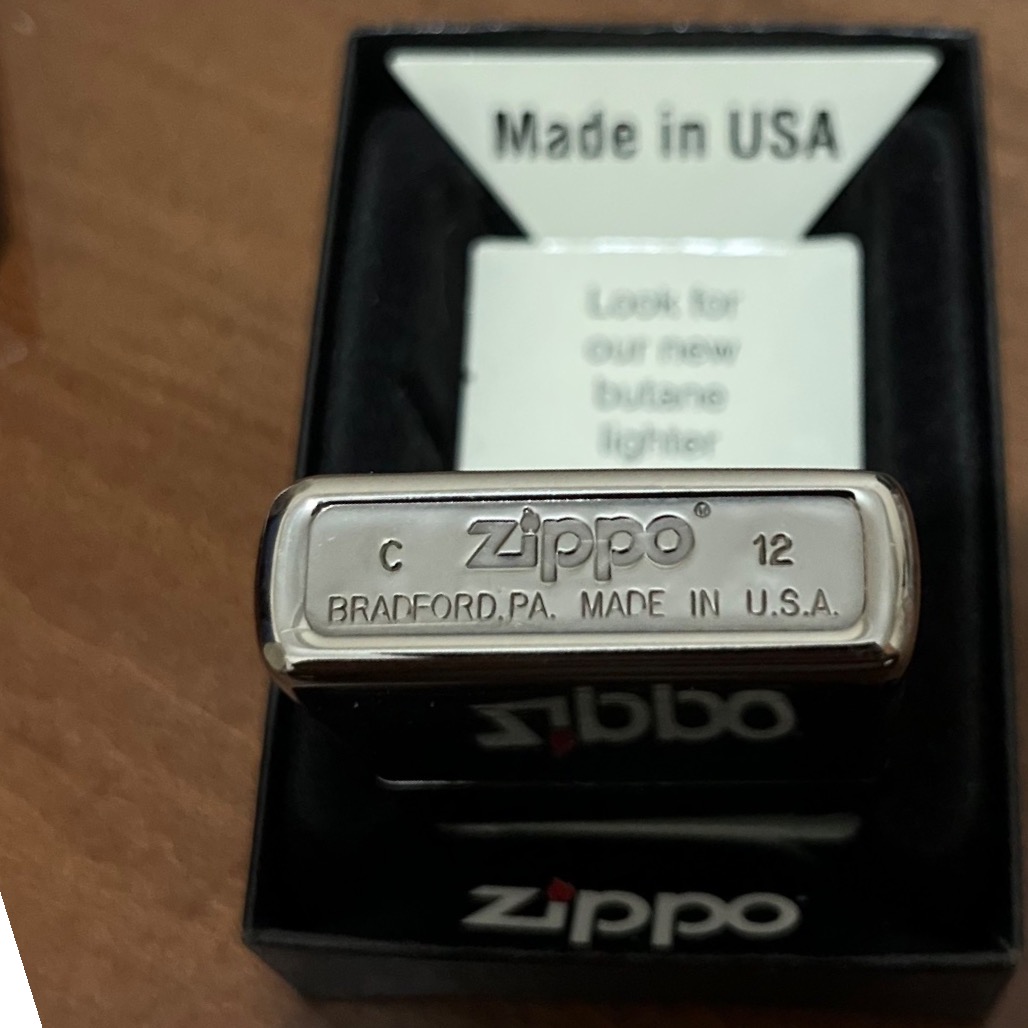 Made in USA
Look for
our new
butane
lighter
C zippo® 12
BRADFORD, PA. MADE IN U.S.A.
zippo
zippo